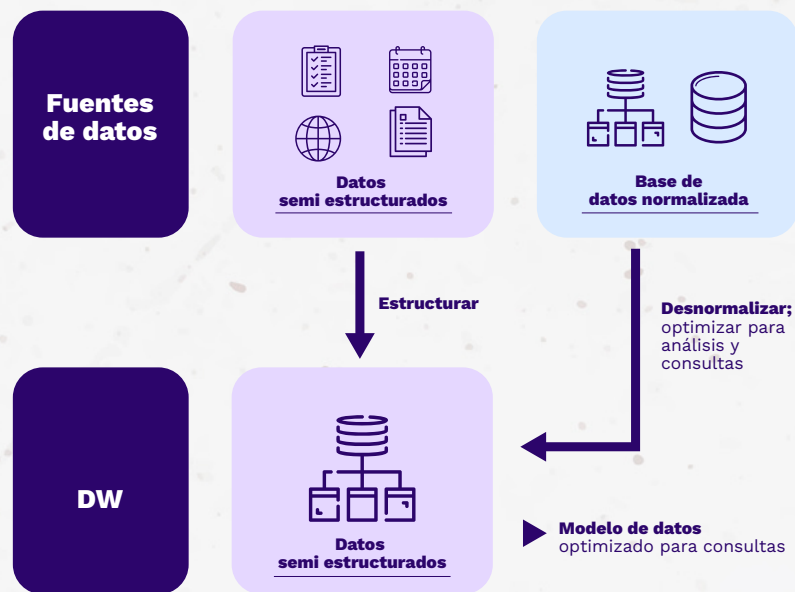 Fuentes
de datos
Datos
semi estructurados
Base de
datos normalizada
Estructurar
Desnormalizar;
optimizar para
análisis y
consultas
DW
Datos
semi estructurados
Modelo de datos
optimizado para consultas